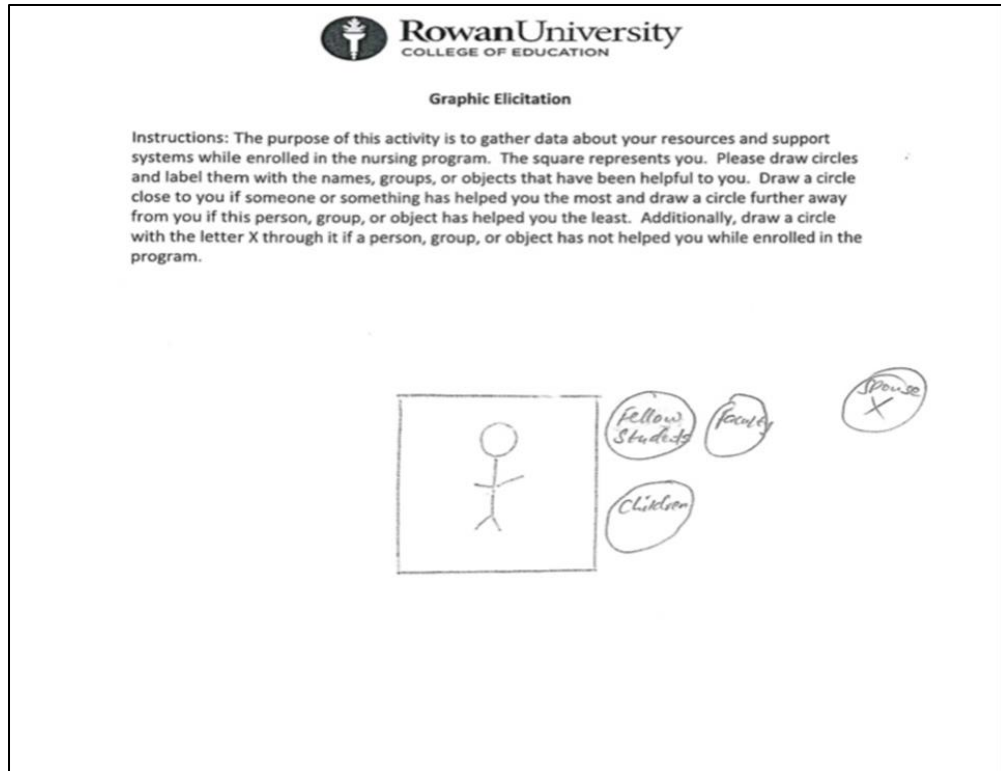 RowanUniversity
COLLEGE OF EDUCATION
Graphic Elicitation
Instructions: The purpose of this activity is to gather data about your resources and support
systems while enrolled in the nursing program. The square represents you. Please draw circles
and label them with the names, groups, or objects that have been helpful to you. Draw a circle
close to you if someone or something has helped you the most and draw a circle further away
from you if this person, group, or object has helped you the least. Additionally, draw a circle
with the letter X through it if a person, group, or object has not helped you while enrolled in the
program.
Spouse
X
Fellow
Students
Faculty
Children